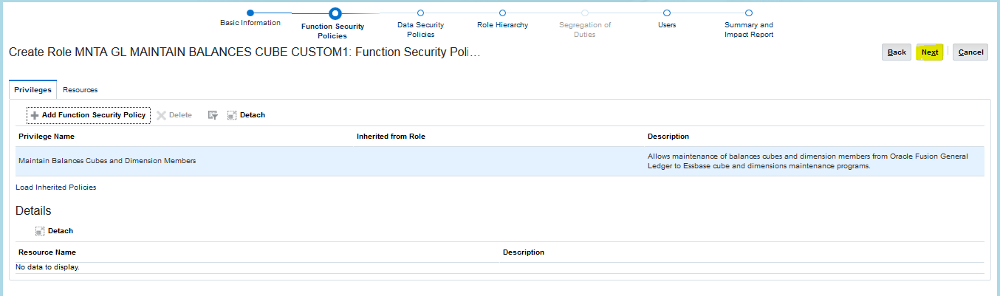 Basic Information
Function Security
Policies
Data Security
Policies
Role Hierarchy
Segregation of
Duties
Users
Summary and
Impact Report
Create Role MNTA GL MAINTAIN BALANCES CUBE CUSTOM1: Function Security Poli…
Back
Next
Cancel
Privileges
Resources
Add Function Security Policy
Delete
Detach
Privilege Name
Inherited from Role
Description
Maintain Balances Cubes and Dimension Members
Allows maintenance of balances cubes and dimension members from Oracle Fusion General
Ledger to Essbase cube and dimensions maintenance programs.
Load Inherited Policies
Details
Detach
Resource Name
Description
No data to display.